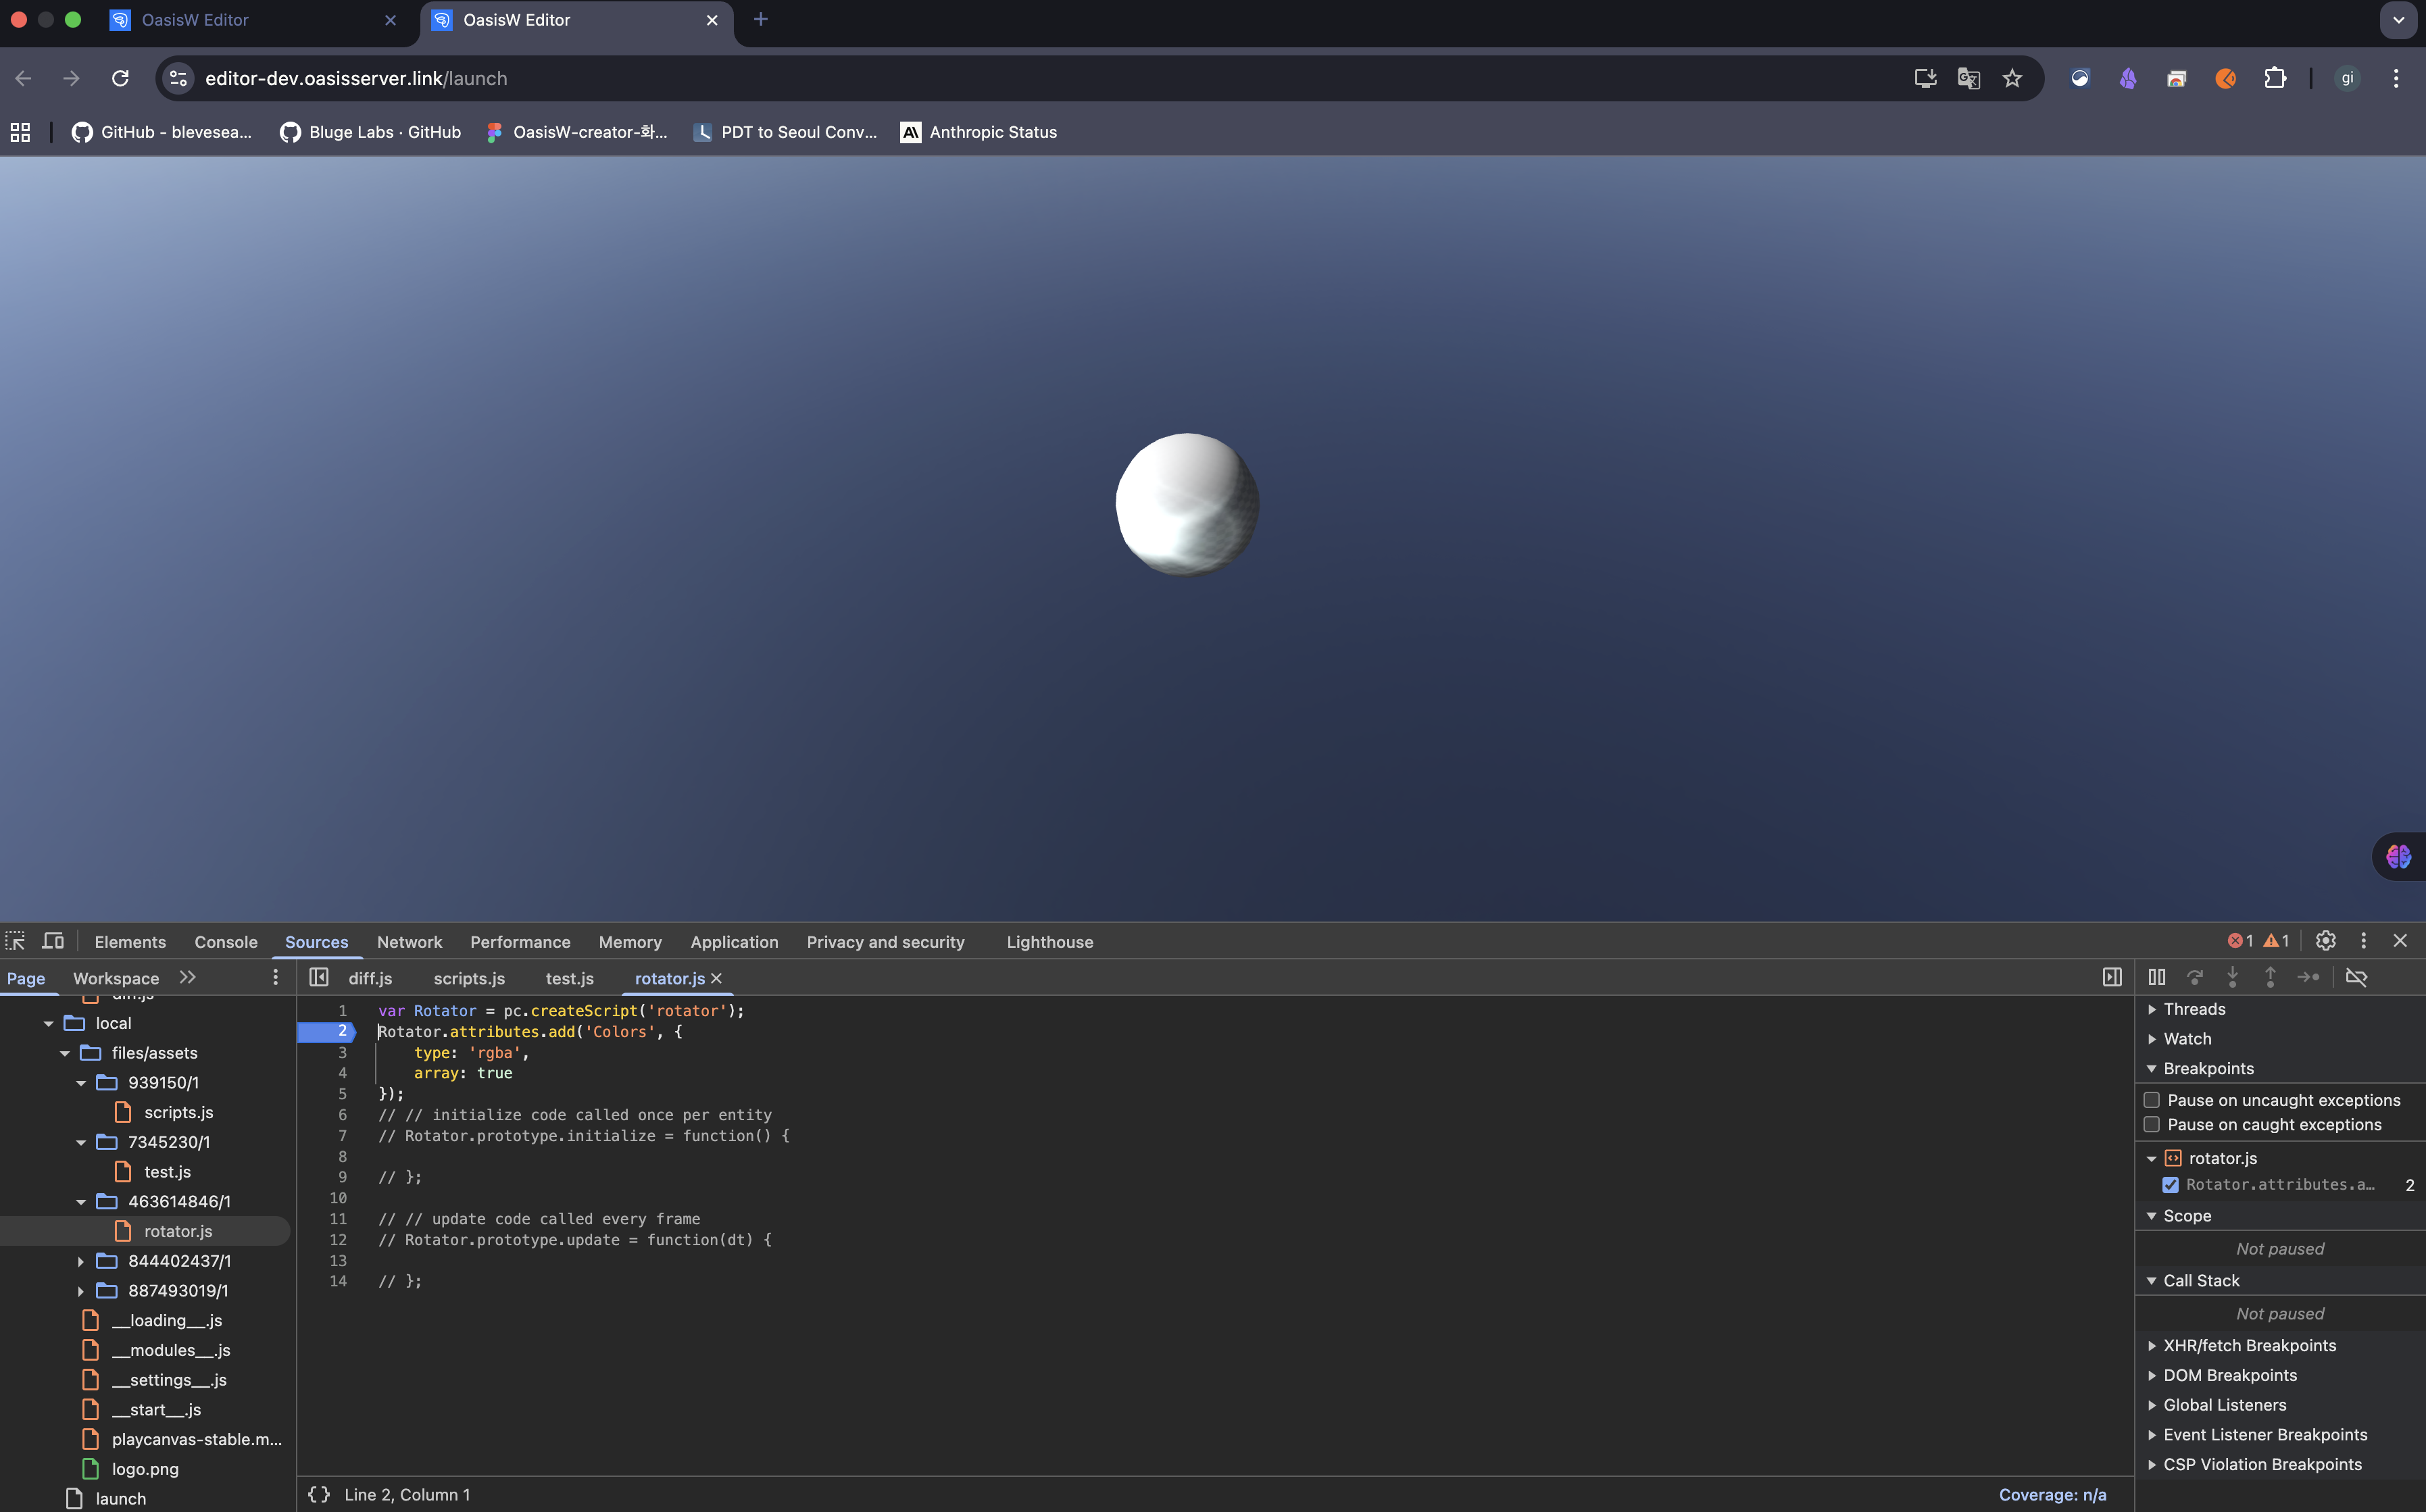 OasisW Editor
OasisW Editor
editor-dev.oasisserver.link/launch
gi
GitHub - blevesea...
Bluge Labs · GitHub
OasisW-creator-화...
PDT to Seoul Conv...
Anthropic Status
Elements
Console
Sources
Network
Performance
Memory
Application
Privacy and security
Lighthouse
1
1
Page
Workspace
diff.js
scripts.js
test.js
rotator.js
diff.js
local
files/assets
939150/1
scripts.js
7345230/1
test.js
463614846/1
rotator.js
844402437/1
887493019/1
__loading__.js
__modules__.js
__settings__.js
__start__.js
playcanvas-stable.m...
logo.png
launch
1 var Rotator = pc.createScript('rotator');
2 Rotator.attributes.add('Colors', {
3 type: 'rgba',
4 array: true
5 });
6 // // initialize code called once per entity
7 // Rotator.prototype.initialize = function() {
8
9 // };
10
11 // // update code called every frame
12 // Rotator.prototype.update = function(dt) {
13
14 // };
{} Line 2, Column 1
Coverage: n/a
Threads
Watch
Breakpoints
Pause on uncaught exceptions
Pause on caught exceptions
rotator.js
Rotator.attributes.a... 2
Scope
Not paused
Call Stack
Not paused
XHR/fetch Breakpoints
DOM Breakpoints
Global Listeners
Event Listener Breakpoints
CSP Violation Breakpoints